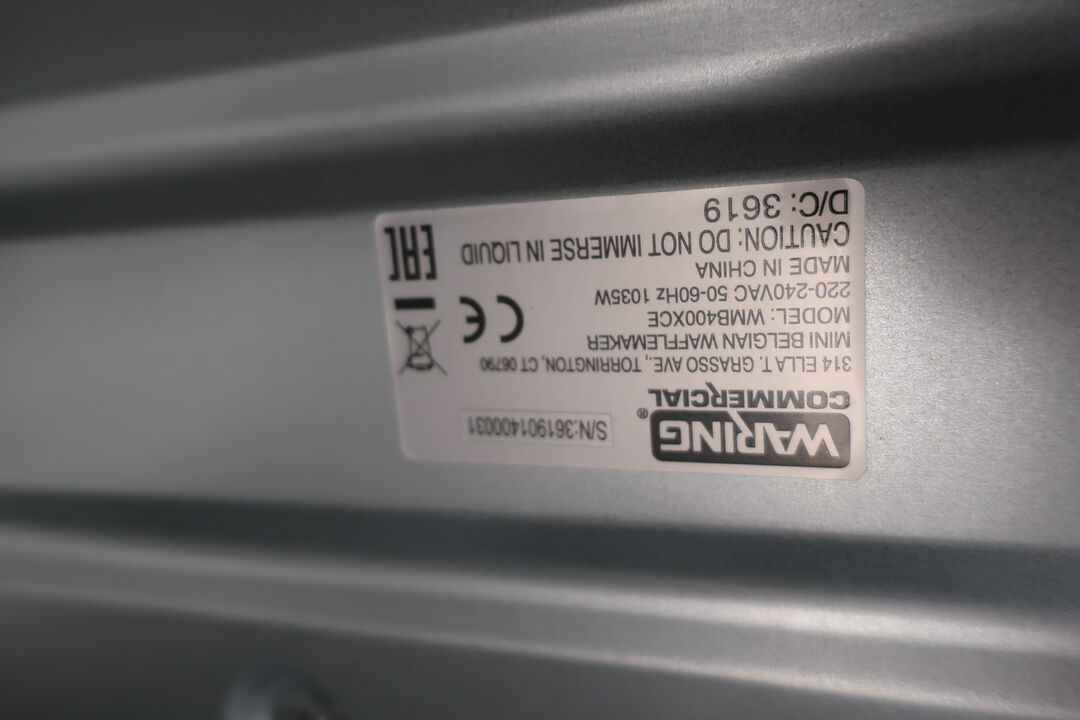 WARING
COMMERCIAL®
S/N:361901400031
314 ELLA T. GRASSO AVE., TORRINGTON, CT 06790
MINI BELGIAN WAFFLEMAKER
MODEL: WMB400XCE
220-240VAC 50-60Hz 1035W
MADE IN CHINA
CAUTION: DO NOT IMMERSE IN LIQUID
D/C: 3619
CE
EAC